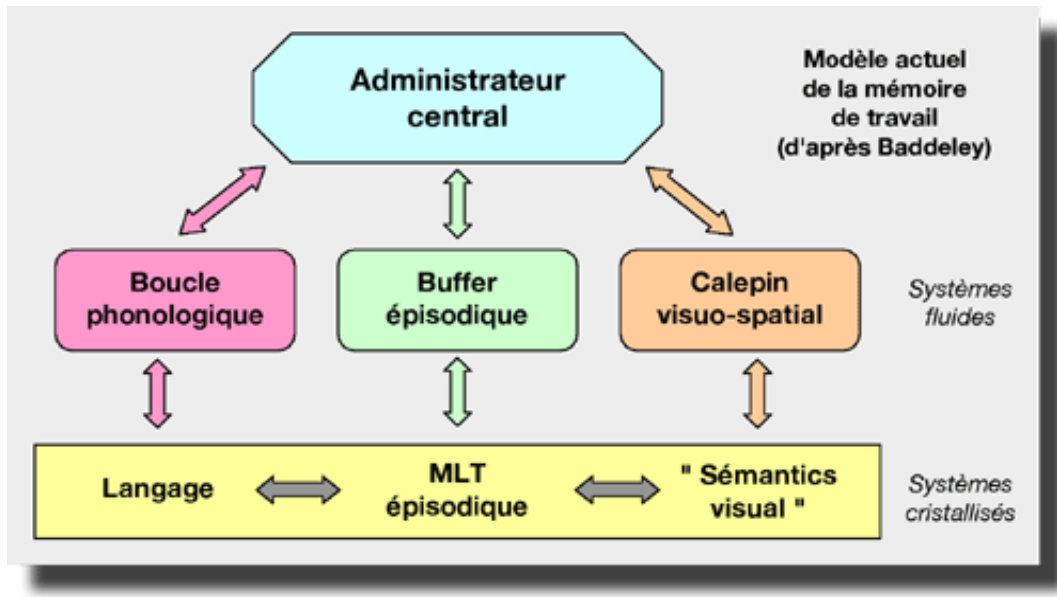 Administrateur
central
Modèle actuel
de la mémoire
de travail
(d'après Baddeley)
Boucle
phonologique
Buffer
épisodique
Calepin
visuo-spatial
Systèmes
fluides
Langage
MLT
épisodique
" Sémantics
visual "
Systèmes
cristallisés